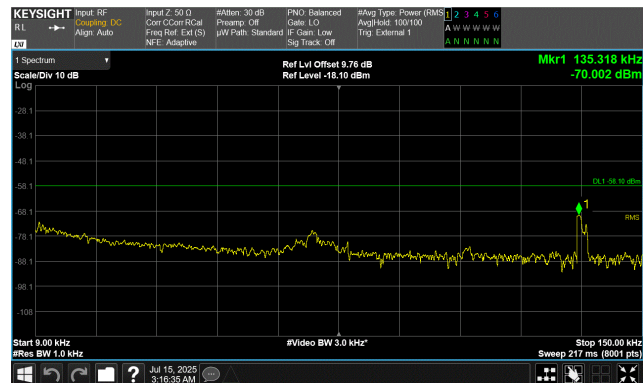 KEYSIGHT
RL
LXI
Input: RF
Coupling: DC
Align: Auto
Input Z: 50 Ω
Corr CCorr RCal
Freq Ref: Ext (S)
NFE: Adaptive
#Atten: 30 dB
Preamp: Off
µW Path: Standard
PNO: Balanced
Gate: LO
IF Gain: Low
Sig Track: Off
#Avg Type: Power (RMS)
Avg|Hold: 100/100
Trig: External 1
1 2 3 4 5 6
A W W W W W
A N N N N N
1 Spectrum
Scale/Div 10 dB
Ref Lvl Offset 9.76 dB
Ref Level -18.10 dBm
Mkr1 135.318 kHz
-70.002 dBm
Log
-28.1
-38.1
-48.1
-58.1
DL1 -58.10 dBm
-68.1
1
RMS
-78.1
-88.1
-98.1
-108
Start 9.00 kHz
#Video BW 3.0 kHz*
Stop 150.00 kHz
#Res BW 1.0 kHz
Sweep 217 ms (8001 pts)
?
Jul 15, 2025
3:16:35 AM